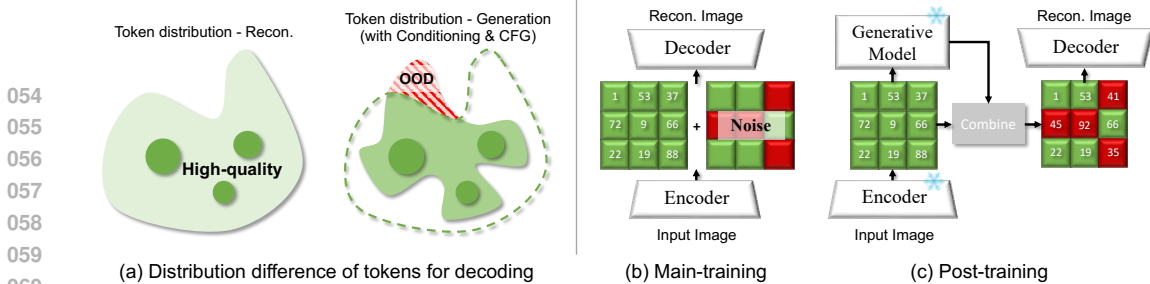 054
055
056
057
058
059
Token distribution - Recon.
High-quality
Token distribution - Generation
(with Conditioning & CFG)
OOD
(a) Distribution difference of tokens for decoding
Recon. Image
Decoder
1 53 37
72 9 66
22 19 88
+
Noise
Encoder
Input Image
(b) Main-training
Generative
Model
1 53 37
72 9 66
22 19 88
Encoder
Input Image
Combine
Recon. Image
Decoder
1 53 41
45 92 66
22 19 35
(c) Post-training